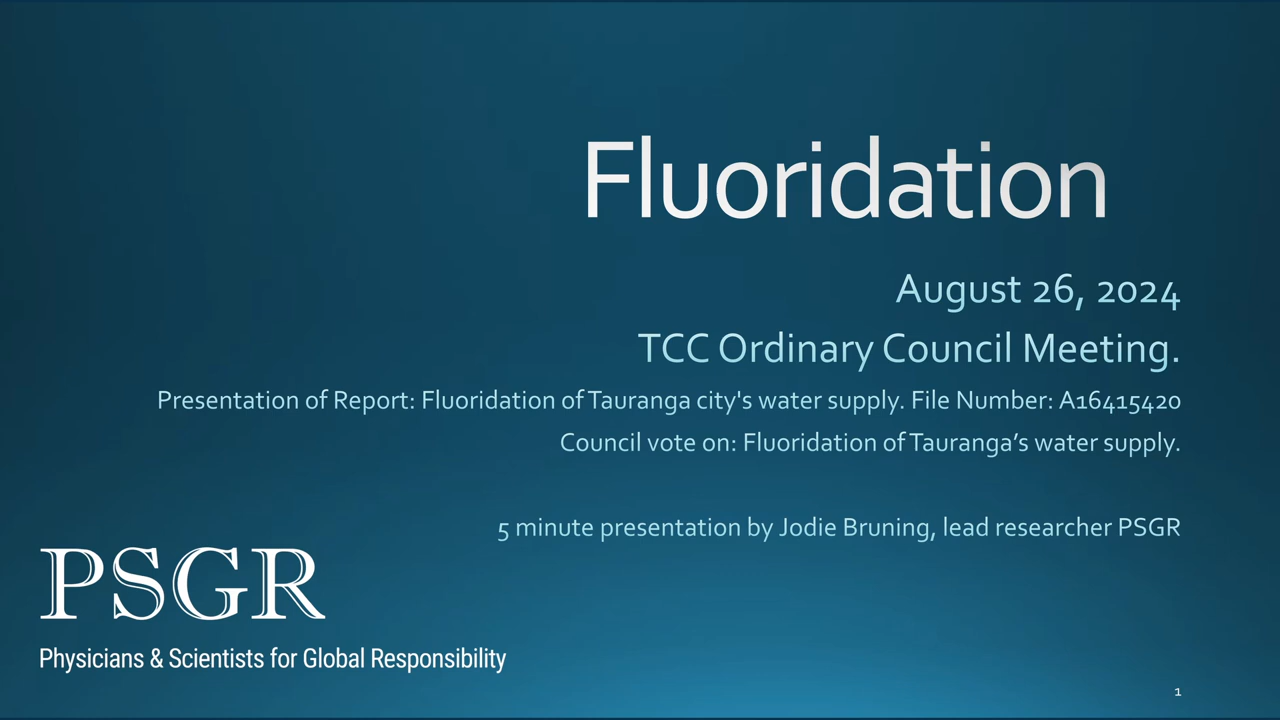 Fluoridation
August 26, 2024
TCC Ordinary Council Meeting.
Presentation of Report: Fluoridation of Tauranga city's water supply. File Number: A16415420
Council vote on: Fluoridation of Tauranga’s water supply.
5 minute presentation by Jodie Bruning, lead researcher PSGR
PSGR
Physicians & Scientists for Global Responsibility
1